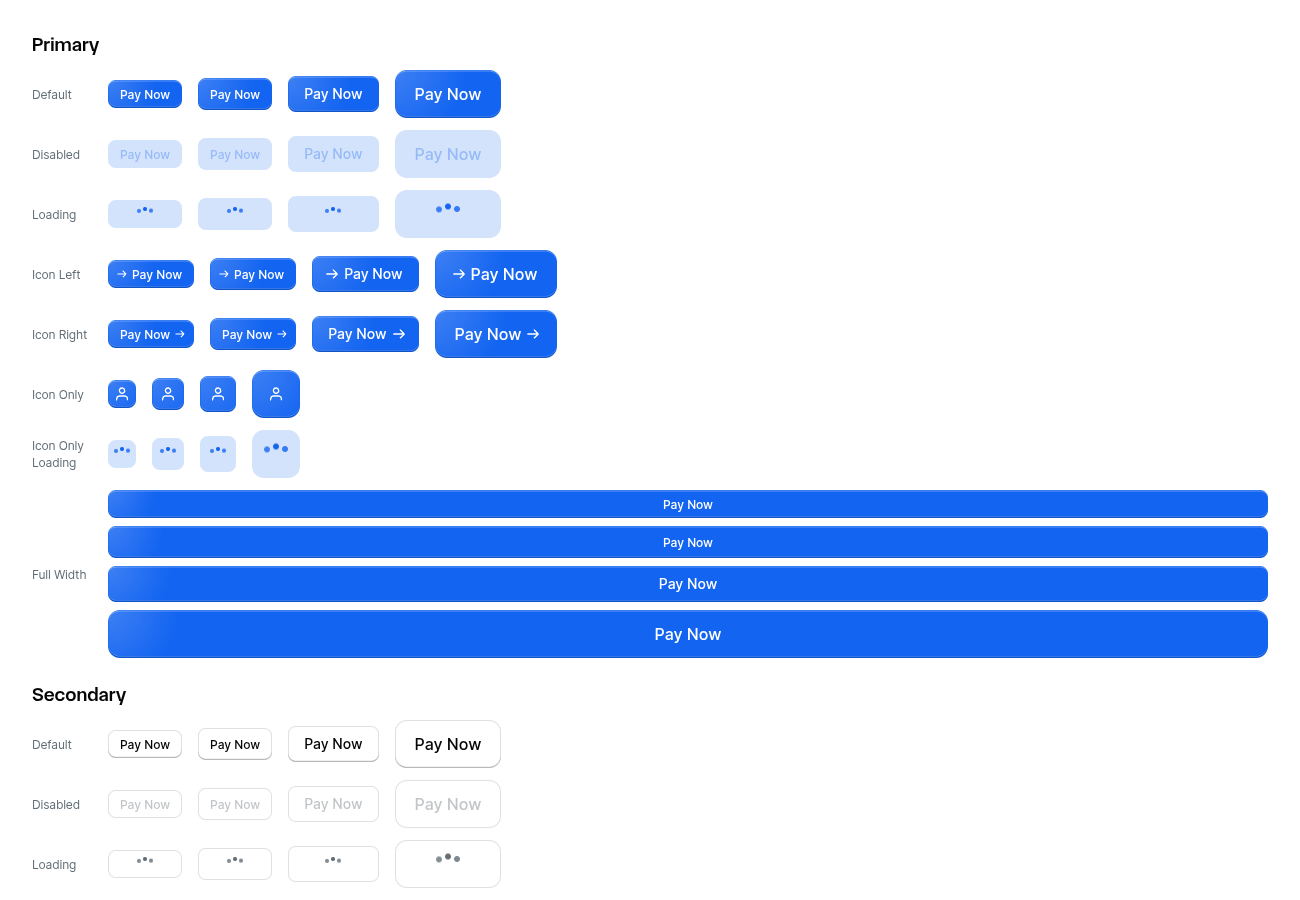 Primary
Default Pay Now Pay Now Pay Now Pay Now
Disabled Pay Now Pay Now Pay Now Pay Now
Loading
Icon Left Pay Now Pay Now Pay Now Pay Now
Icon Right Pay Now Pay Now Pay Now Pay Now
Icon Only
Icon Only
Loading
Pay Now
Pay Now
Full Width
Pay Now
Pay Now
Secondary
Default Pay Now Pay Now Pay Now Pay Now
Disabled Pay Now Pay Now Pay Now Pay Now
Loading